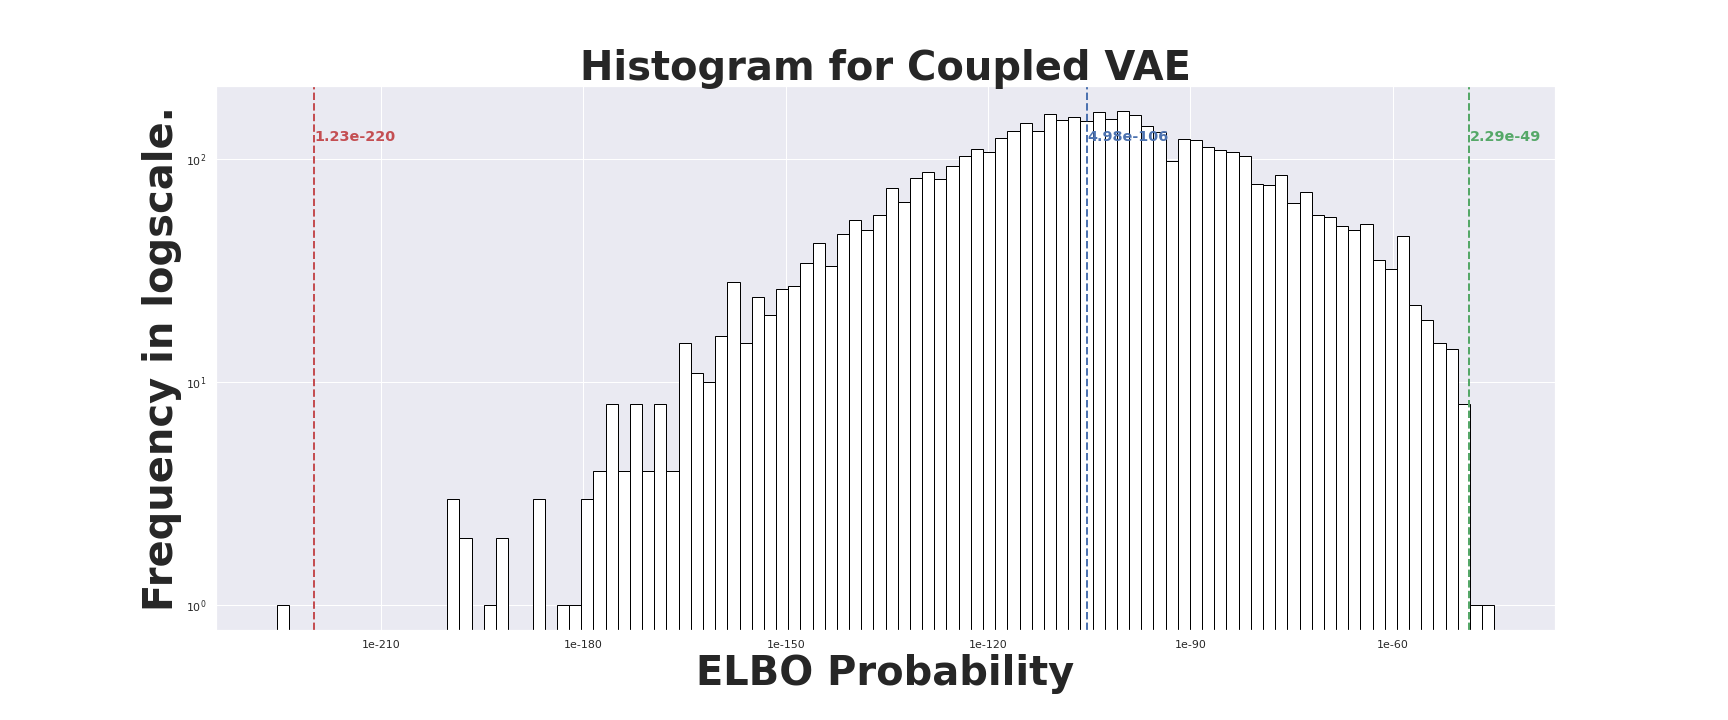 Histogram for Coupled VAE
Frequency in logscale.
10²
10¹
10⁰
1.23e-220
4.98e-106
2.29e-49
1e-210
1e-180
1e-150
1e-120
1e-90
1e-60
ELBO Probability